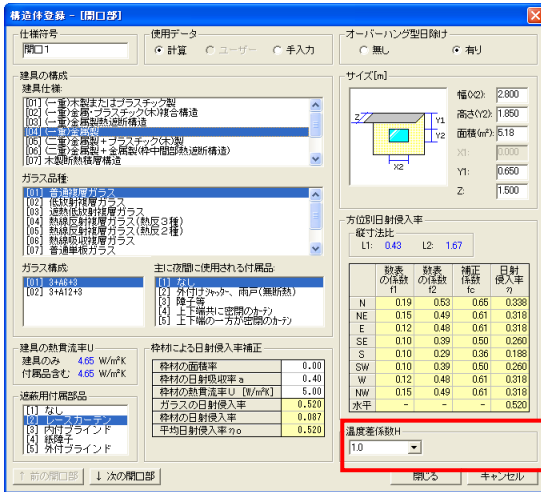 構造体登録 - [開口部]
仕様符号
開口1
使用データ
計算 ユーザー 手入力
オーバーハング型日除け
無し 有り
建具の構成
建具仕様:
[01] (一重)木製またはプラスチック製
[02] (一重)金属・プラスチック(木)複合構造
[03] (一重)金属製熱遮断構造
[04] (一重)金属製
[05] (二重)金属製+プラスチック(木)製
[06] (二重)金属製+金属製(枠中間部熱遮断構造)
[07] 木製断熱積層構造
ガラス品種:
[01] 普通複層ガラス
[02] 低放射複層ガラス
[03] 遮熱低放射複層ガラス
[04] 熱線反射複層ガラス(熱反3種)
[05] 熱線反射複層ガラス(熱反2種)
[06] 熱線吸収複層ガラス
[07] 普通単板ガラス
ガラス構成:
[01] 3+A6+3
[02] 3+A12+3
主に夜間に使用される付属品:
[1] なし
[2] 外付けシャッター、雨戸(無断熱)
[3] 障子等
[4] 上下端共に密閉のカーテン
[5] 上下端の一方が密閉のカーテン
建具の熱貫流率U
建具のみ 4.65 W/m²K
付属品含む 4.65 W/m²K
遮蔽用付属部品
[1] なし
[2] レースカーテン
[3] 内付ブラインド
[4] 紙障子
[5] 外付ブラインド
枠材による日射侵入率補正
枠材の面積率 0.00
枠材の日射吸収率a 0.40
枠材の熱貫流率U [W/m²K] 5.00
ガラスの日射侵入率 0.520
枠材の日射侵入率 0.087
平均日射侵入率ηo 0.520
サイズ[m]
Z Y1 Y2 X2
幅(X2): 2.800
高さ(Y2): 1.850
面積(m²): 5.18
X1: 0.000
Y1: 0.650
Z: 1.500
方位別日射侵入率
縦寸法比
L1: 0.43 L2: 1.67
数表の係数f1 数表の係数f2 補正係数fc 日射侵入率η
N 0.19 0.53 0.65 0.338
NE 0.15 0.49 0.61 0.318
E 0.12 0.48 0.61 0.318
SE 0.10 0.39 0.50 0.260
S 0.10 0.29 0.36 0.188
SW 0.10 0.39 0.50 0.260
W 0.12 0.48 0.61 0.318
NW 0.15 0.49 0.61 0.318
水平 - - - 0.520
温度差係数H
1.0
↑ 前の開口部 ↓ 次の開口部 閉じる キャンセル